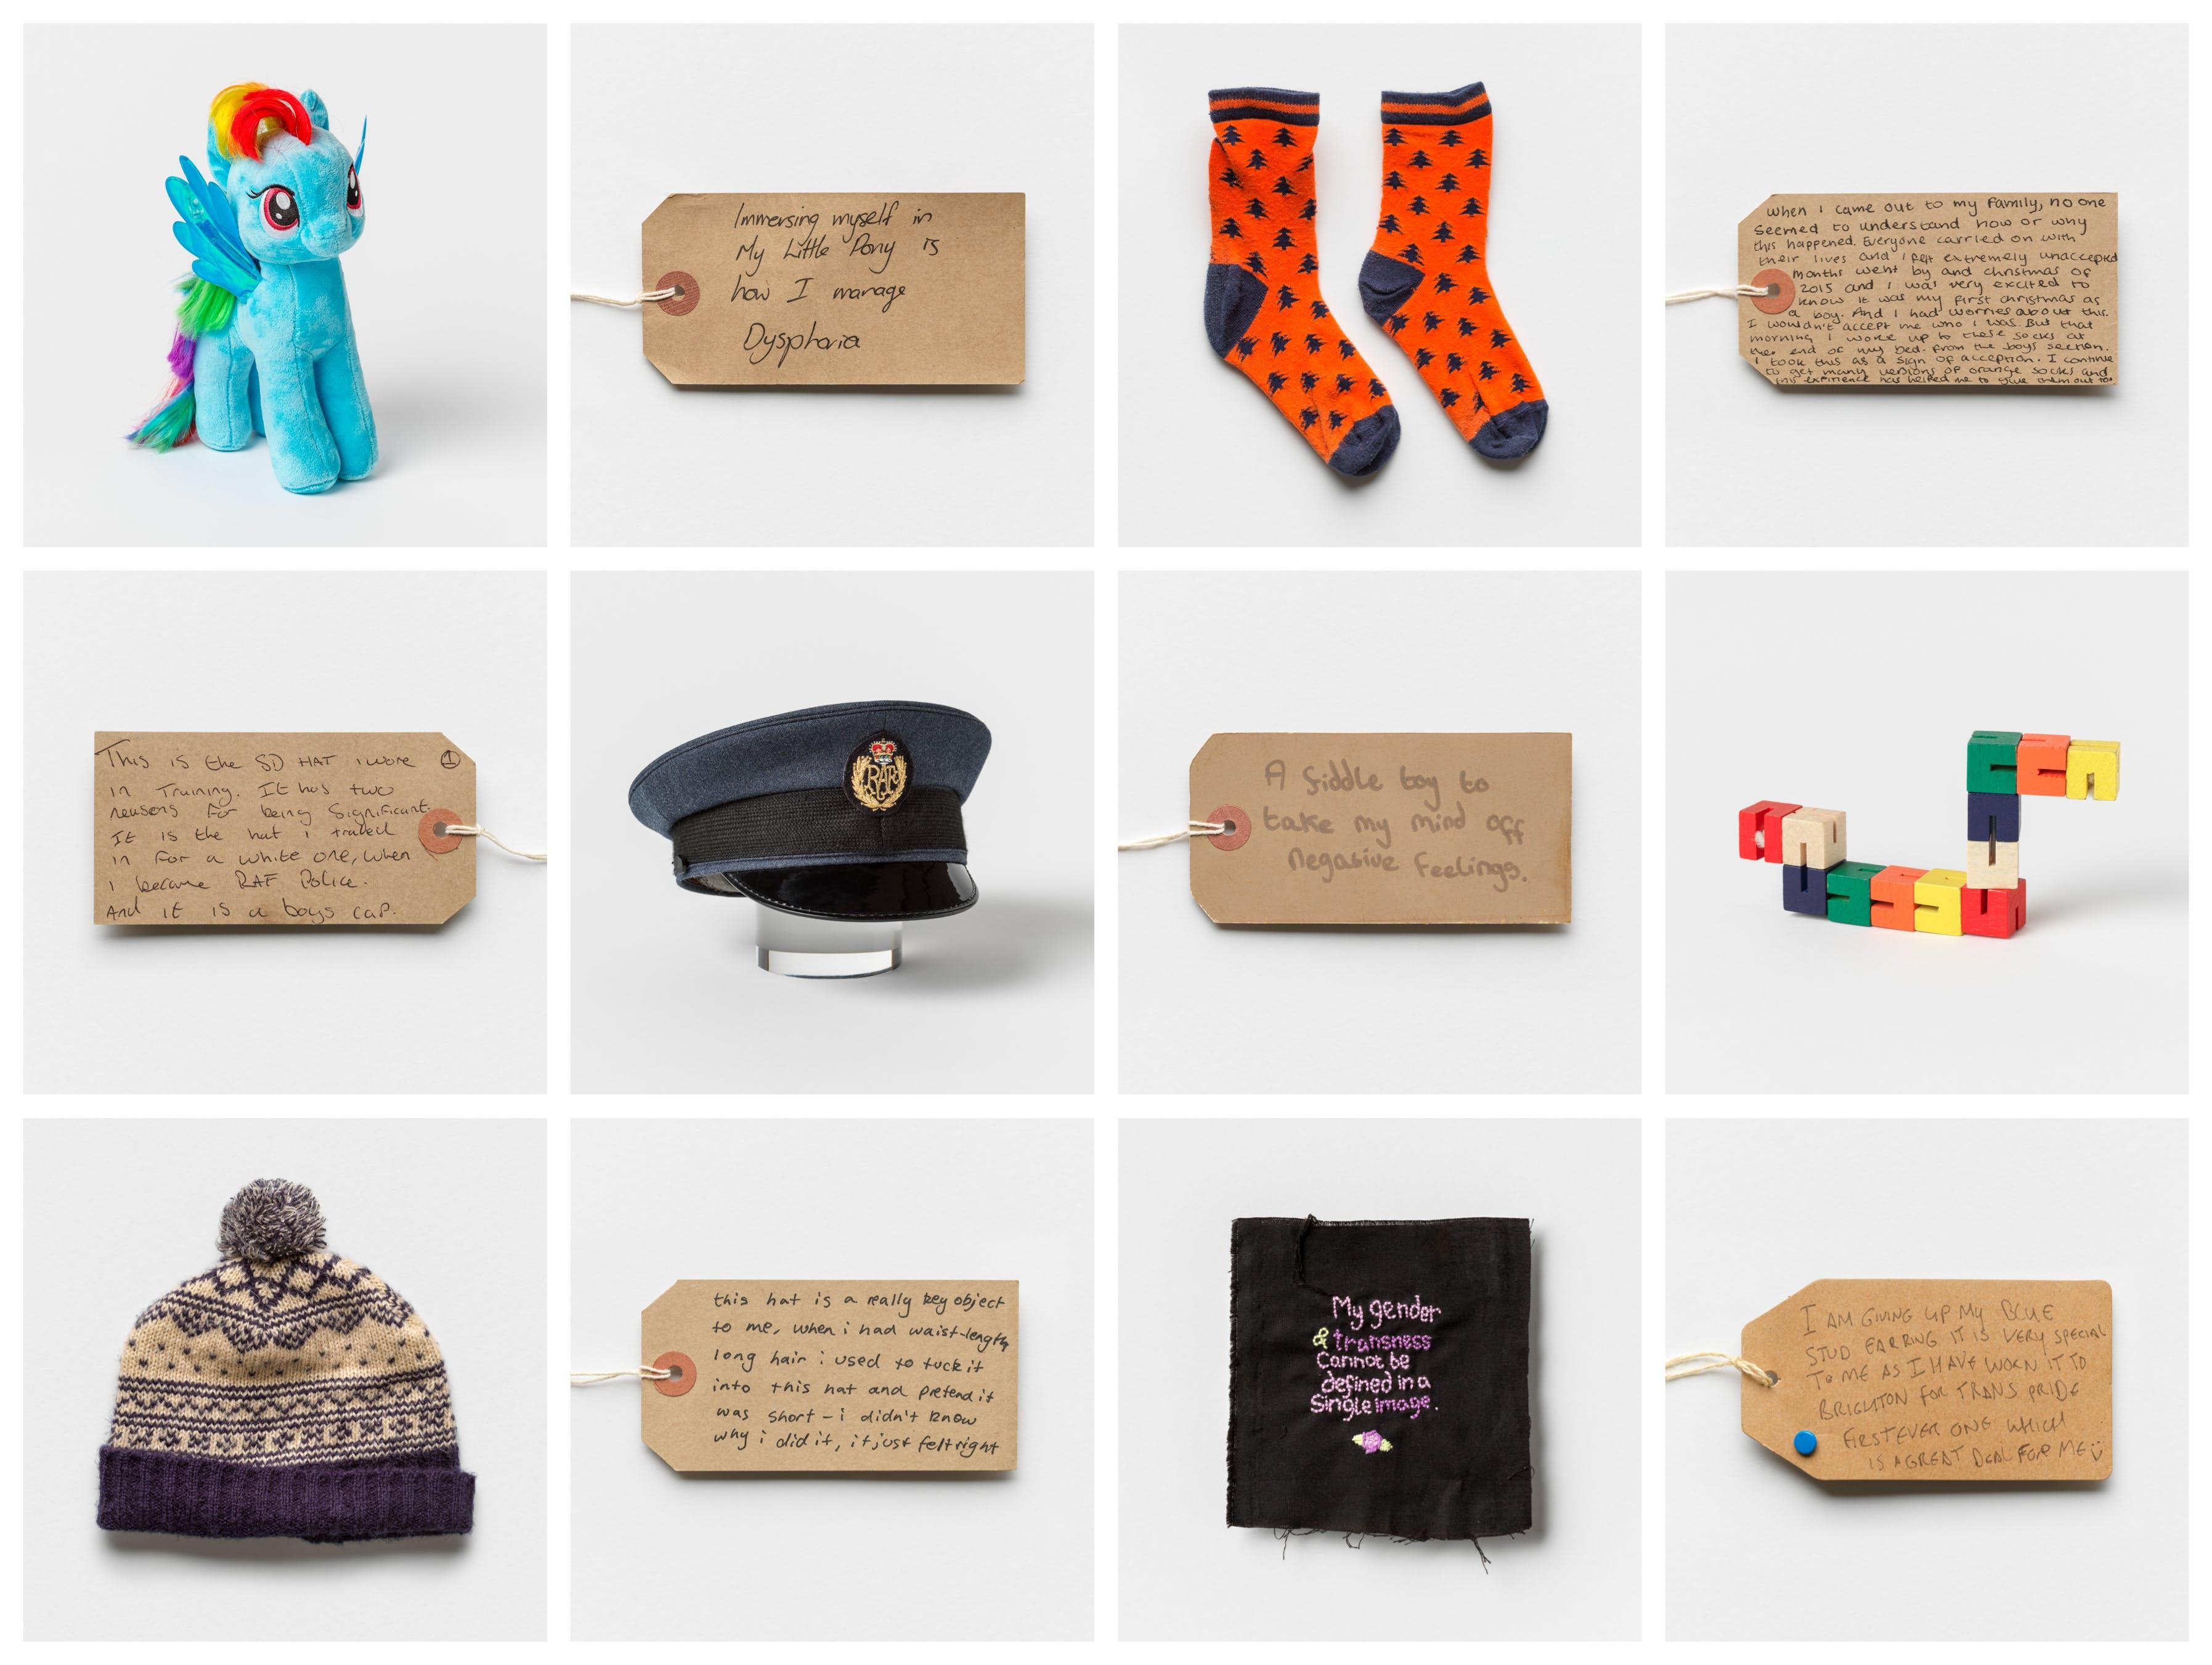 Immersing myself in
My Little Pony is
how I manage
Dysphoria
When I came out to my family, no one
seemed to understand how or why
this happened. Everyone carried on with
their lives and I felt extremely unaccepted
months went by and christmas of
2015 and I was very excited to
know it was my first christmas as
a boy. And I had worries about this.
I wouldn't accept me who I was. But that
morning I woke up to these socks at
the end of my bed. from the boys section.
I took this as a sign of acception. I continue
to get many versions of orange socks and
this experience has helped me to give them out to
This is the SD HAT i wore 1
in Training. It has two
reasons for being significant.
It is the hat i traded
in for a white one, when
i became RAF Police.
And it is a boys cap.
RAF
A fiddle toy to
take my mind off
negative feelings.
this hat is a really key object
to me, when i had waist-length
long hair i used to tuck it
into this hat and pretend it
was short - i didn't know
why i did it, it just felt right
My gender
& transness
Cannot be
defined in a
Single image.
I AM GIVING UP MY BLUE
STUD EARRING IT IS VERY SPECIAL
TO ME AS I HAVE WORN IT TO
BRIGHTON FOR TRANS PRIDE
FIRST EVER ONE WHICH
IS A GREAT DEAL FOR ME